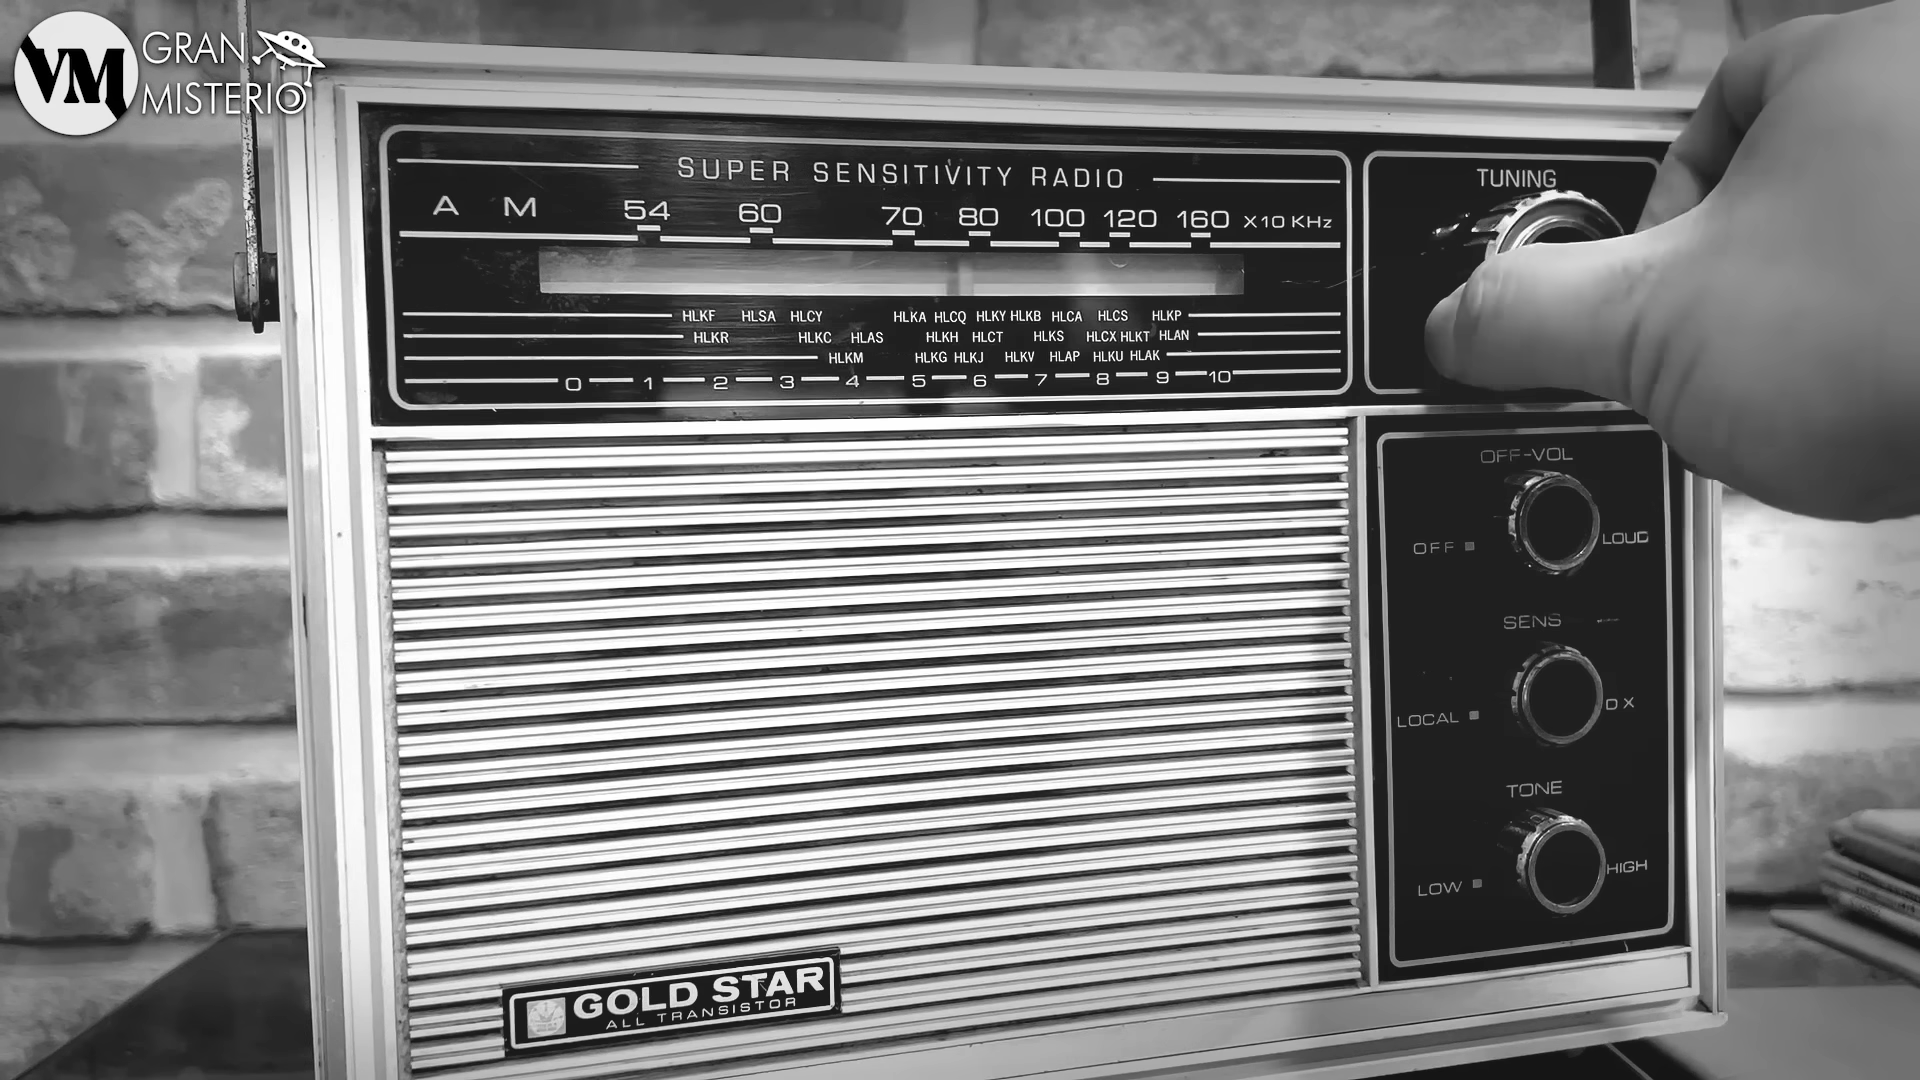 VM GRAN
MISTERIO
SUPER SENSITIVITY RADIO
TUNING
A M 54 60 70 80 100 120 160 X10 KHz
HLKF HLSA HLCY HLKA HLCQ HLKY HLKB HLCA HLCS HLKP
HLKR HLKC HLAS HLKH HLCT HLKS HLCX HLKT HLAN
HLKM HLKG HLKJ HLKV HLAP HLKU HLAK
0 1 2 3 4 5 6 7 8 9 10
OFF-VOL
OFF LOUD
SENS
LOCAL DX
TONE
LOW HIGH
GOLD STAR
ALL TRANSISTOR